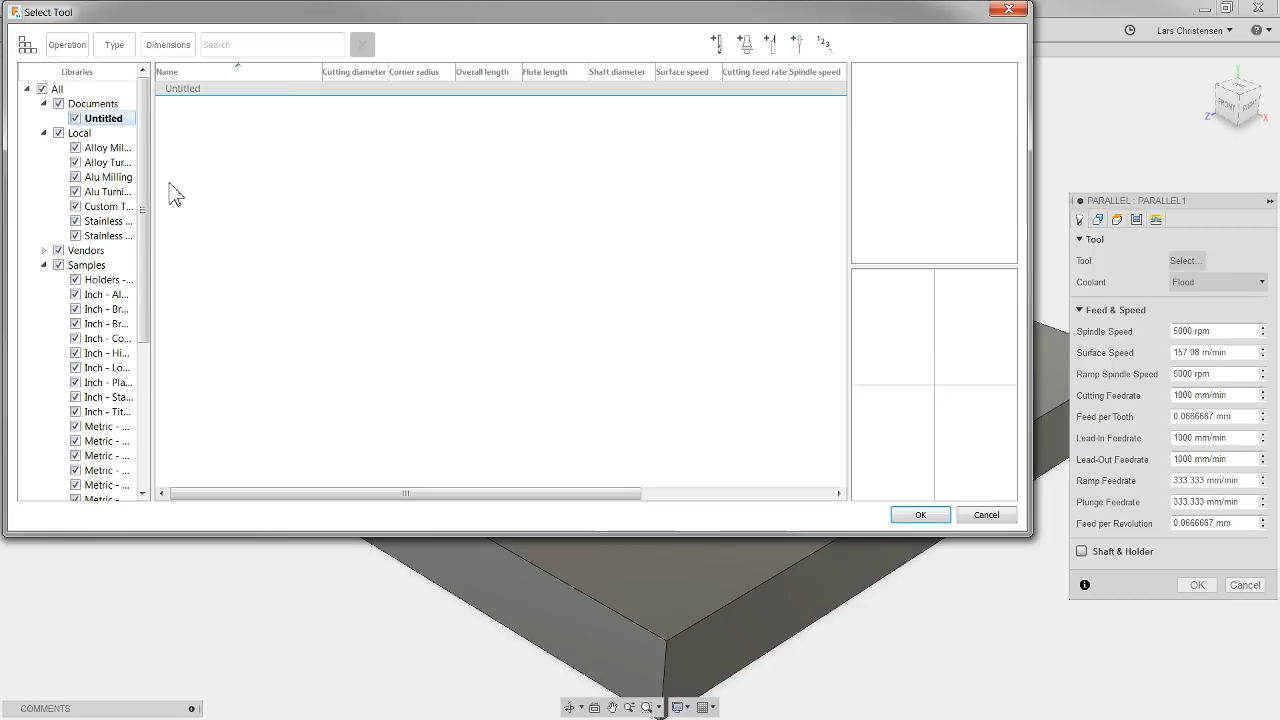 Select Tool
Lars Christensen
Operation
Type
Dimensions
Search
1 2 3
Libraries
Name
Cutting diameter
Corner radius
Overall length
Flute length
Shaft diameter
Surface speed
Cutting feed rate
Spindle speed
All
Documents
Untitled
Local
Alloy Mil...
Alloy Tur...
Alu Milling
Alu Turni...
Custom T...
Stainless ...
Stainless ...
Vendors
Samples
Holders -...
Inch - Al...
Inch - Br...
Inch - Br...
Inch - Co...
Inch - Hi...
Inch - Lo...
Inch - Pla...
Inch - Sta...
Inch - Tit...
Metric - ...
Metric - ...
Metric - ...
Metric - ...
Metric - ...
Metric - ...
Untitled
OK
Cancel
FRONT
RIGHT
Z
Y
X
PARALLEL : PARALLEL1
Tool
Tool
Select...
Coolant
Flood
Feed & Speed
Spindle Speed
5000 rpm
Surface Speed
157.08 m/min
Ramp Spindle Speed
5000 rpm
Cutting Feedrate
1000 mm/min
Feed per Tooth
0.0666667 mm
Lead-In Feedrate
1000 mm/min
Lead-Out Feedrate
1000 mm/min
Ramp Feedrate
333.333 mm/min
Plunge Feedrate
333.333 mm/min
Feed per Revolution
0.0666667 mm
Shaft & Holder
OK
Cancel
COMMENTS